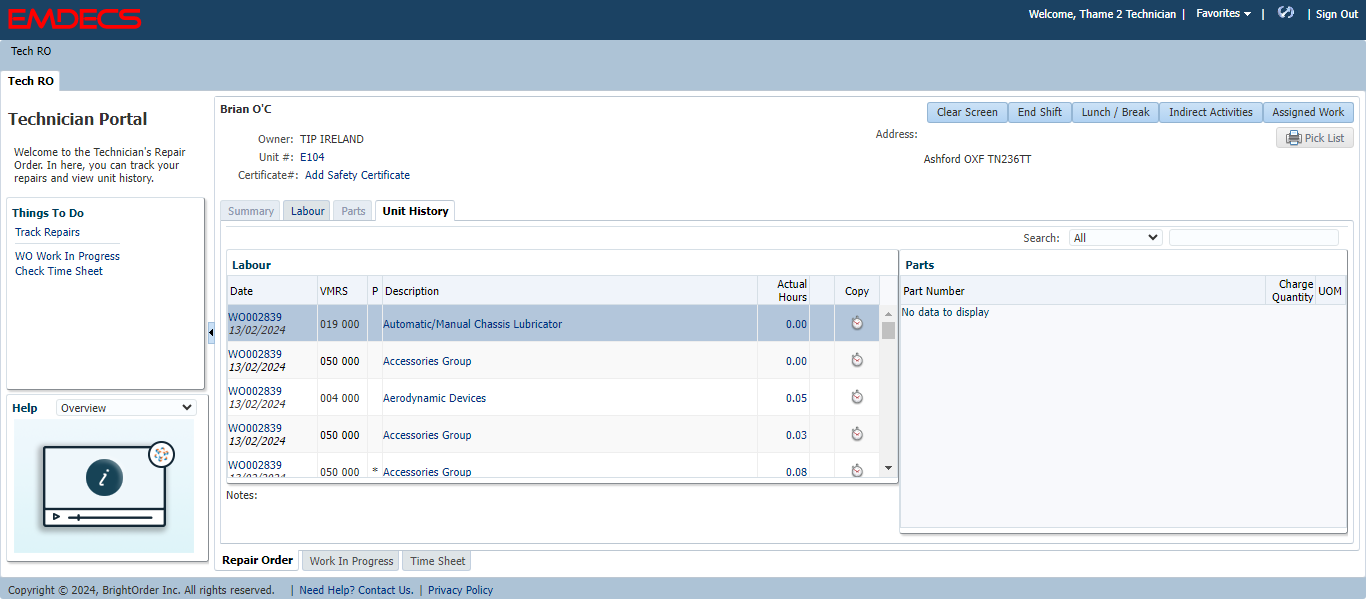 EMDECS
Welcome, Thame 2 Technician | Favorites | | Sign Out
Tech RO
Tech RO
Technician Portal
Welcome to the Technician's Repair
Order. In here, you can track your
repairs and view unit history.
Things To Do
Track Repairs
WO Work In Progress
Check Time Sheet
Help Overview
i
Brian O'C
Clear Screen End Shift Lunch / Break Indirect Activities Assigned Work
Owner: TIP IRELAND
Unit #: E104
Certificate#: Add Safety Certificate
Address:
Ashford OXF TN236TT
Pick List
Summary Labour Parts Unit History
Search: All
Labour
Date VMRS P Description Actual Hours Copy
WO002839
13/02/2024 019 000 Automatic/Manual Chassis Lubricator 0.00
WO002839
13/02/2024 050 000 Accessories Group 0.00
WO002839
13/02/2024 004 000 Aerodynamic Devices 0.05
WO002839
13/02/2024 050 000 Accessories Group 0.03
WO002839
13/02/2024 050 000 * Accessories Group 0.08
Notes:
Parts
Part Number Charge Quantity UOM
No data to display
Repair Order Work In Progress Time Sheet
Copyright © 2024, BrightOrder Inc. All rights reserved. | Need Help? Contact Us. | Privacy Policy